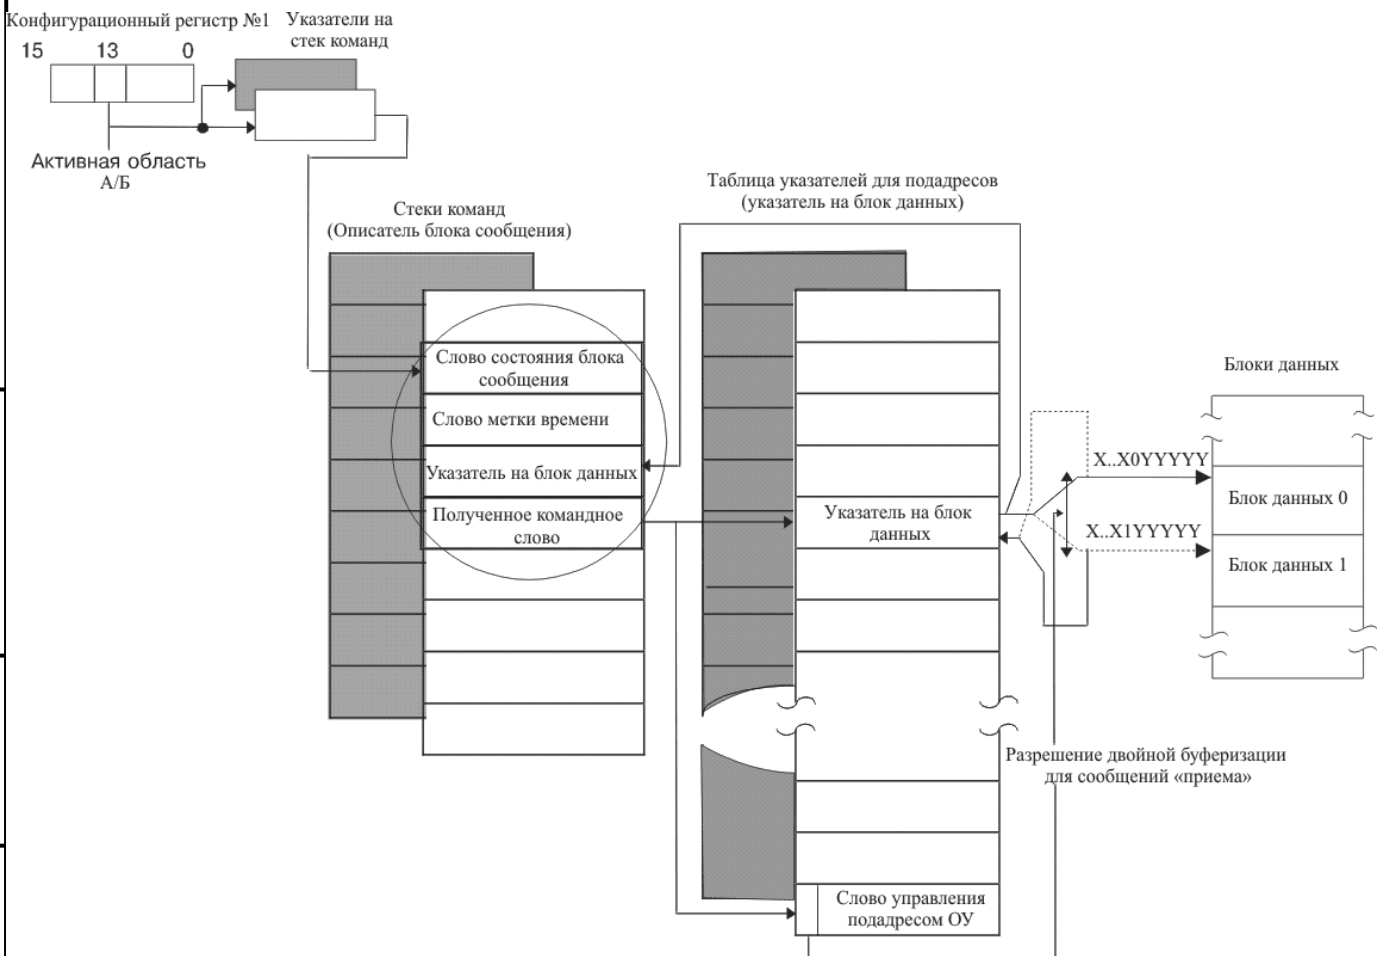 Конфигурационный регистр №1
Указатели на
стек команд
15 13 0
Активная область
А/Б
Стеки команд
(Описатель блока сообщения)
Таблица указателей для подадресов
(указатель на блок данных)
Слово состояния блока
сообщения
Слово метки времени
Указатель на блок данных
Полученное командное
слово
Указатель на блок
данных
Блоки данных
X..X0YYYYY
Блок данных 0
X..X1YYYYY
Блок данных 1
Разрешение двойной буферизации
для сообщений «приема»
Слово управления
подадресом ОУ